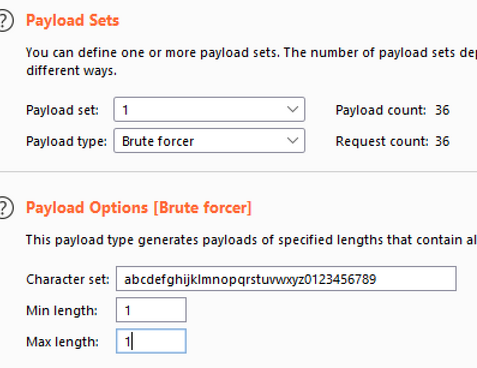 Payload Sets
You can define one or more payload sets. The number of payload sets
different ways.
Payload set: 1 Payload count: 36
Payload type: Brute forcer Request count: 36
Payload Options [Brute forcer]
This payload type generates payloads of specified lengths that contain
Character set: abcdefghijklmnopqrstuvwxyz0123456789
Min length: 1
Max length: 1